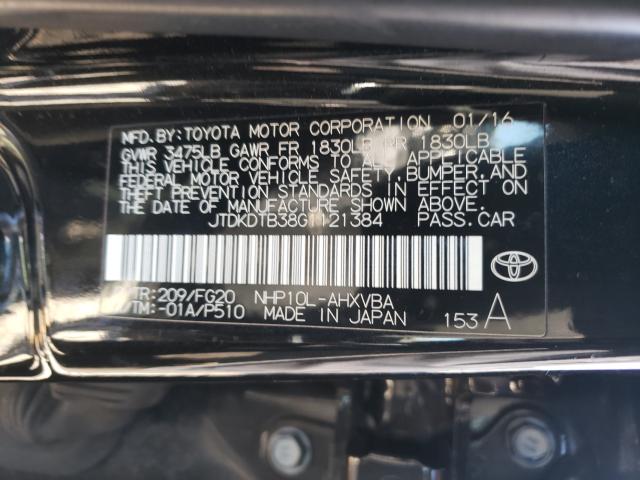 MFD. BY: TOYOTA MOTOR CORPORATION 01/16
GVWR 3475LB GAWR FR 1830LB RR 1830LB
THIS VEHICLE CONFORMS TO ALL APPLICABLE
FEDERAL MOTOR VEHICLE SAFETY, BUMPER, AND
THEFT PREVENTION STANDARDS IN EFFECT ON
THE DATE OF MANUFACTURE SHOWN ABOVE.
JTDKDTB38G1121384 PASS. CAR
TR: 209/FG20 NHP10L-AHXVBA
/TM: -01A/P510 MADE IN JAPAN 153 A